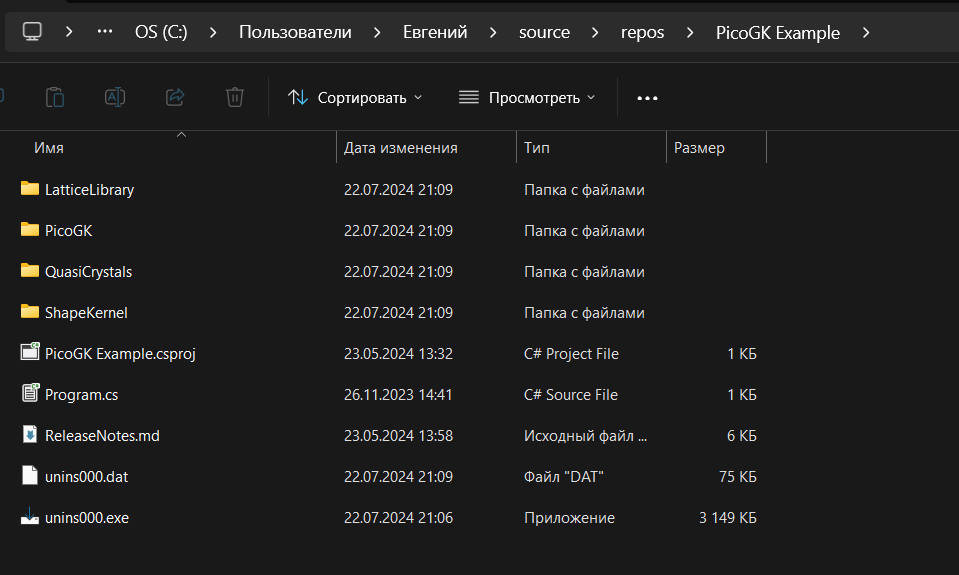 OS (C:) Пользователи Евгений source repos PicoGK Example
Сортировать Просмотреть
Имя Дата изменения Тип Размер
LatticeLibrary 22.07.2024 21:09 Папка с файлами
PicoGK 22.07.2024 21:09 Папка с файлами
QuasiCrystals 22.07.2024 21:09 Папка с файлами
ShapeKernel 22.07.2024 21:09 Папка с файлами
PicoGK Example.csproj 23.05.2024 13:32 C# Project File 1 КБ
Program.cs 26.11.2023 14:41 C# Source File 1 КБ
ReleaseNotes.md 23.05.2024 13:58 Исходный файл ... 6 КБ
unins000.dat 22.07.2024 21:09 Файл "DAT" 75 КБ
unins000.exe 22.07.2024 21:06 Приложение 3 149 КБ